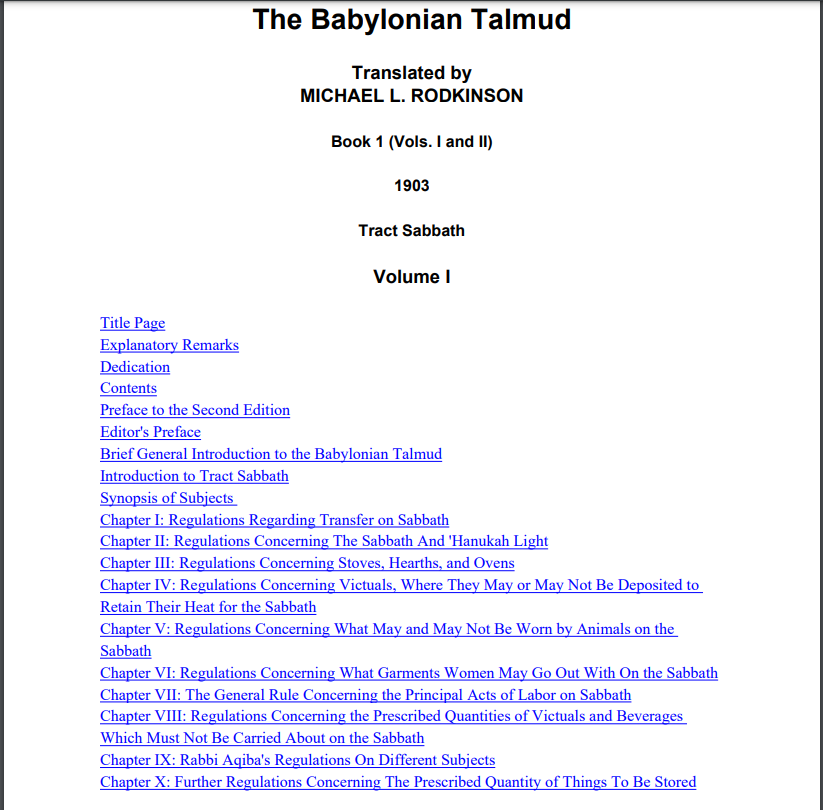 The Babylonian Talmud
Translated by
MICHAEL L. RODKINSON
Book 1 (Vols. I and II)
1903
Tract Sabbath
Volume I
Title Page
Explanatory Remarks
Dedication
Contents
Preface to the Second Edition
Editor's Preface
Brief General Introduction to the Babylonian Talmud
Introduction to Tract Sabbath
Synopsis of Subjects
Chapter I: Regulations Regarding Transfer on Sabbath
Chapter II: Regulations Concerning The Sabbath And 'Hanukah Light
Chapter III: Regulations Concerning Stoves, Hearths, and Ovens
Chapter IV: Regulations Concerning Victuals, Where They May or May Not Be Deposited to
Retain Their Heat for the Sabbath
Chapter V: Regulations Concerning What May and May Not Be Worn by Animals on the
Sabbath
Chapter VI: Regulations Concerning What Garments Women May Go Out With On the Sabbath
Chapter VII: The General Rule Concerning the Principal Acts of Labor on Sabbath
Chapter VIII: Regulations Concerning the Prescribed Quantities of Victuals and Beverages
Which Must Not Be Carried About on the Sabbath
Chapter IX: Rabbi Aqiba's Regulations On Different Subjects
Chapter X: Further Regulations Concerning The Prescribed Quantity of Things To Be Stored